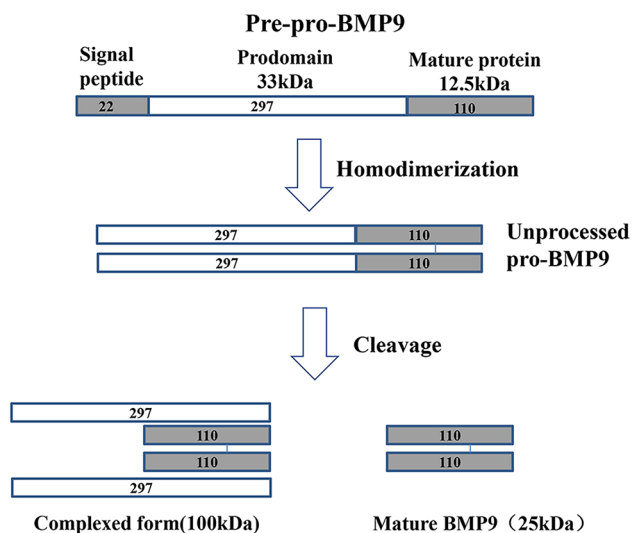 Pre-pro-BMP9
Signal
peptide
Prodomain
33kDa
Mature protein
12.5kDa
22
297
110
Homodimerization
297
110
297
110
Unprocessed
pro-BMP9
Cleavage
297
110
110
297
110
110
Complexed form(100kDa)
Mature BMP9（25kDa）